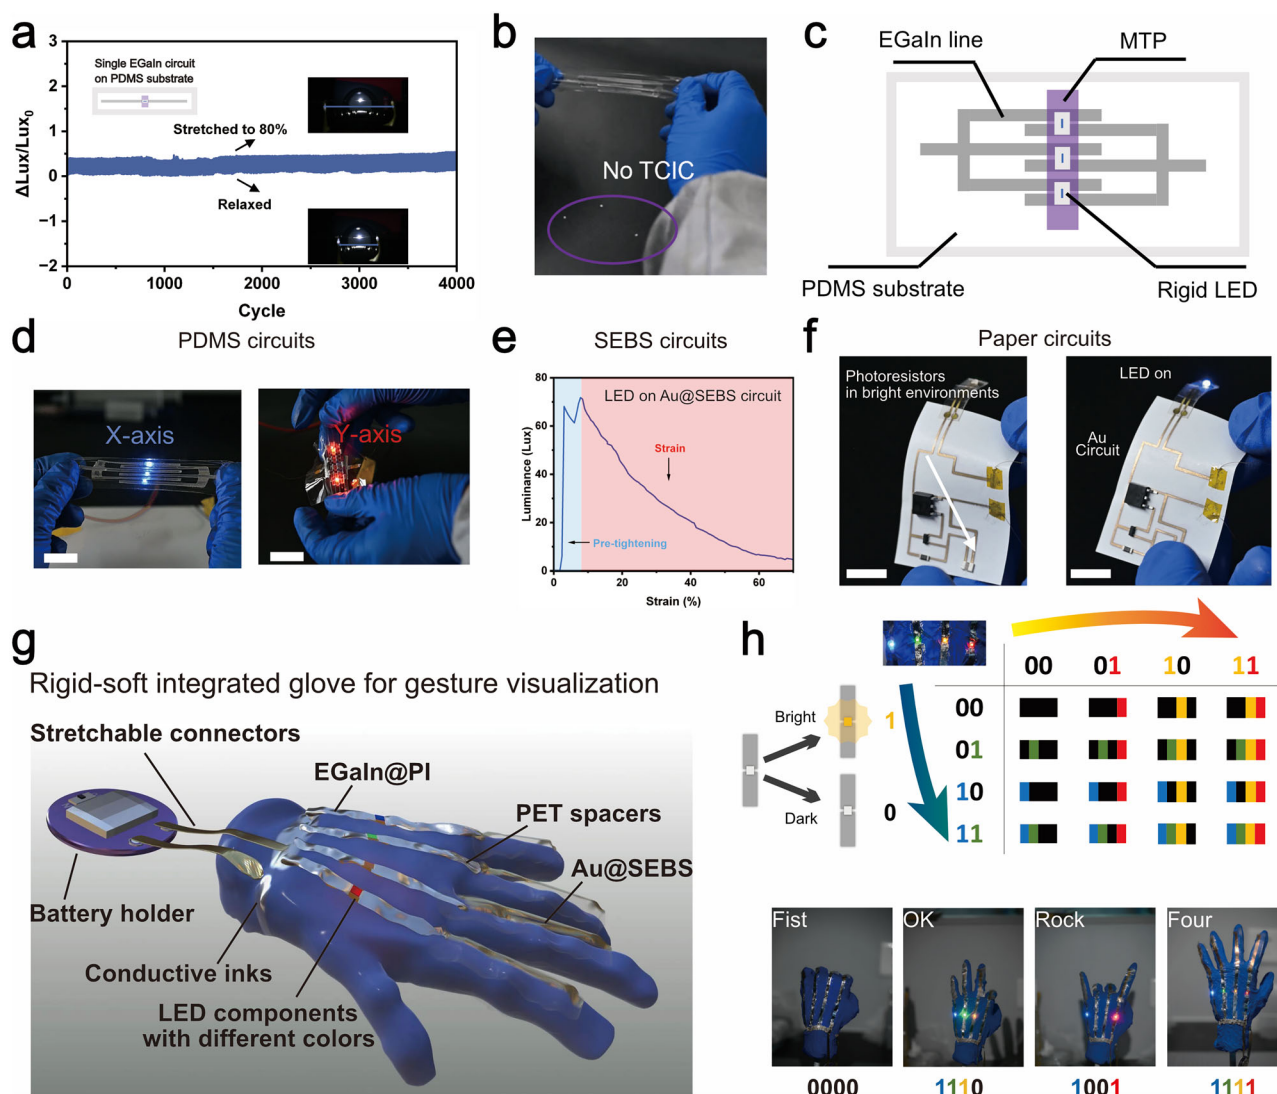 a
3
2
1
0
−1
−2
ΔLux/Lux0
Single EGaIn circuit
on PDMS substrate
Stretched to 80%
Relaxed
0
1000
2000
3000
4000
Cycle
b
No TCIC
c
EGaIn line
MTP
PDMS substrate
Rigid LED
d
PDMS circuits
X-axis
Y-axis
e
SEBS circuits
80
60
40
20
0
Luminance (Lux)
LED on Au@SEBS circuit
Strain
Pre-tightening
20
40
60
Strain (%)
f
Paper circuits
Photoresistors
in bright environments
LED on
Au
Circuit
g
Rigid-soft integrated glove for gesture visualization
Stretchable connectors
EGaIn@PI
PET spacers
Au@SEBS
Battery holder
Conductive inks
LED components
with different colors
h
Bright
1
Dark
0
00 01 10 11
00
01
10
11
Fist
OK
Rock
Four
0000
1110
1001
1111